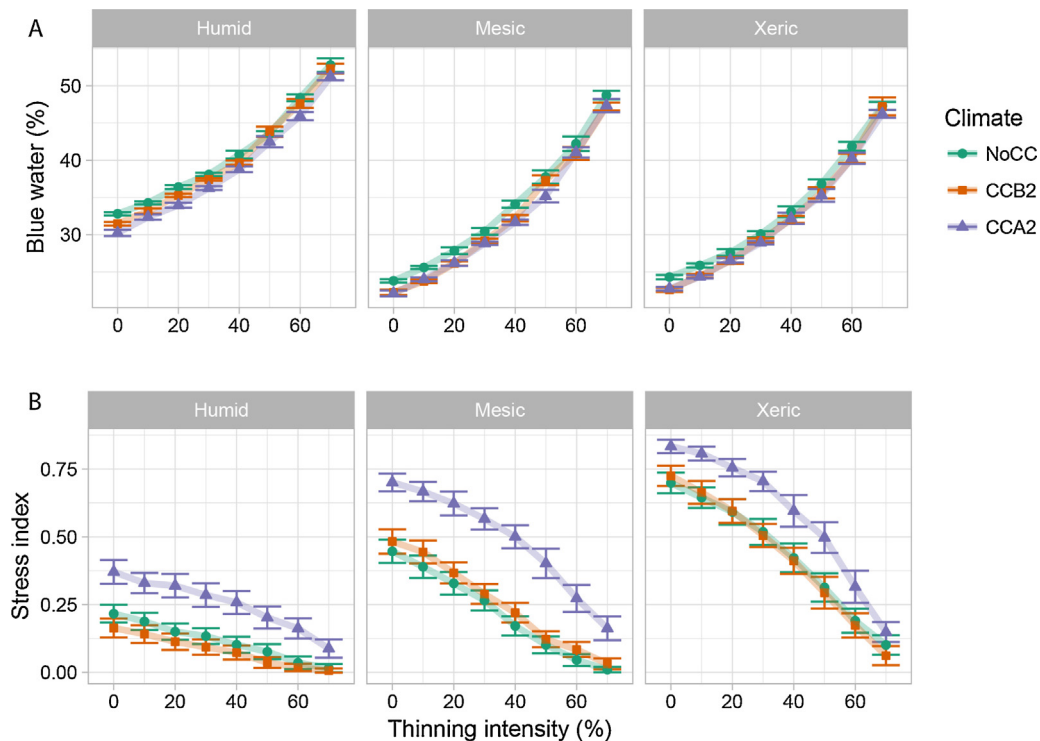 A
Humid Mesic Xeric
Blue water (%)
50
40
30
0 20 40 60 0 20 40 60 0 20 40 60
Climate
NoCC
CCB2
CCA2
B
Humid Mesic Xeric
Stress index
0.75
0.50
0.25
0.00
0 20 40 60 0 20 40 60 0 20 40 60
Thinning intensity (%)